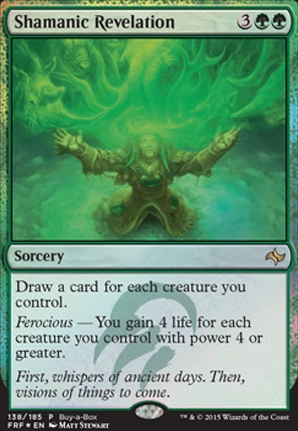 Shamanic Revelation 3
Sorcery
Draw a card for each creature you
control.
Ferocious — You gain 4 life for each
creature you control with power 4 or
greater.
First, whispers of ancient days. Then,
visions of things to come.
138/185 P Buy-a-Box
FRF • EN Matt Stewart
™ & © 2015 Wizards of the Coast